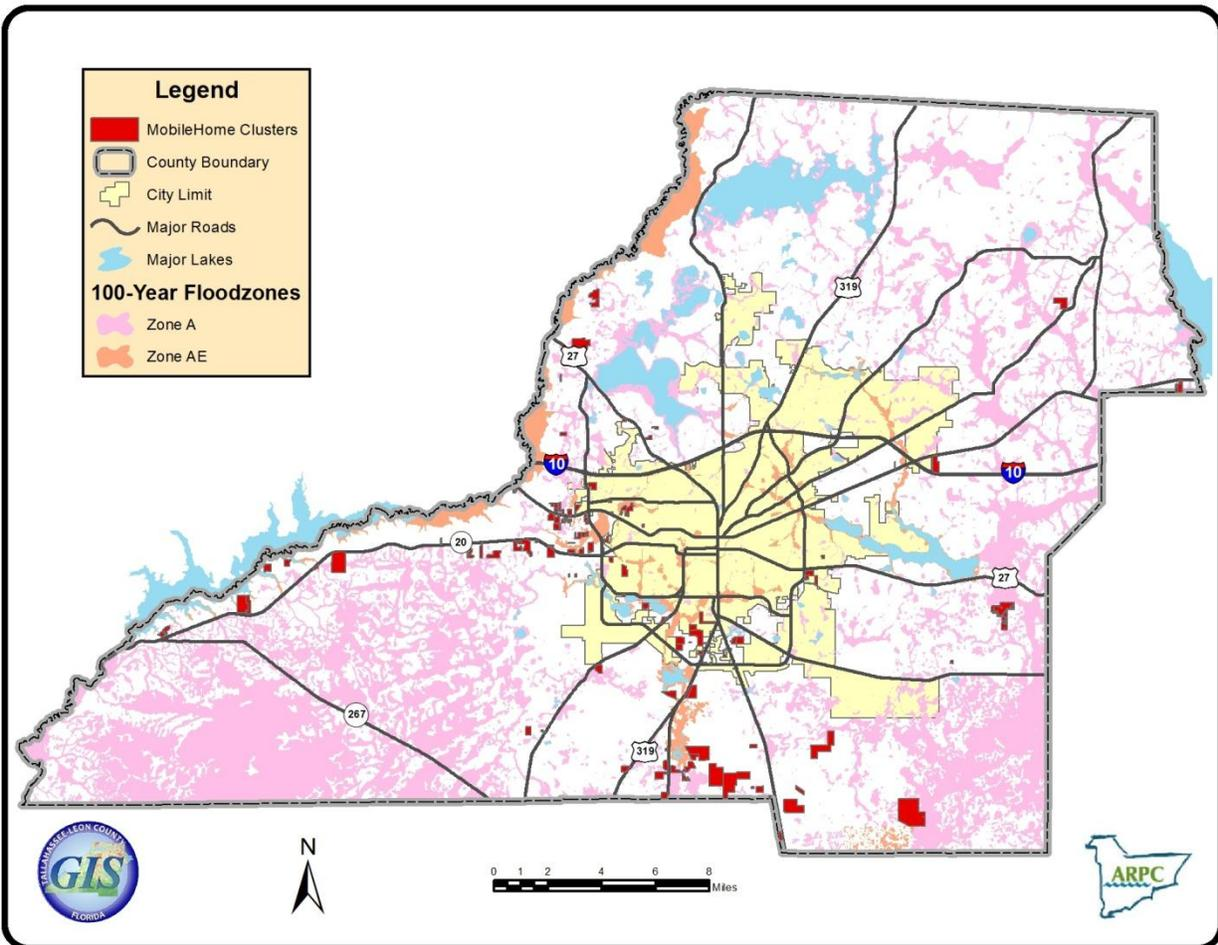 Legend
MobileHome Clusters
County Boundary
City Limit
Major Roads
Major Lakes
100-Year Floodzones
Zone A
Zone AE
319
27
10
10
20
27
267
319
TALLAHASSEE-LEON COUNTY
GIS
FLORIDA
N
0 1 2 4 6 8
Miles
ARPC